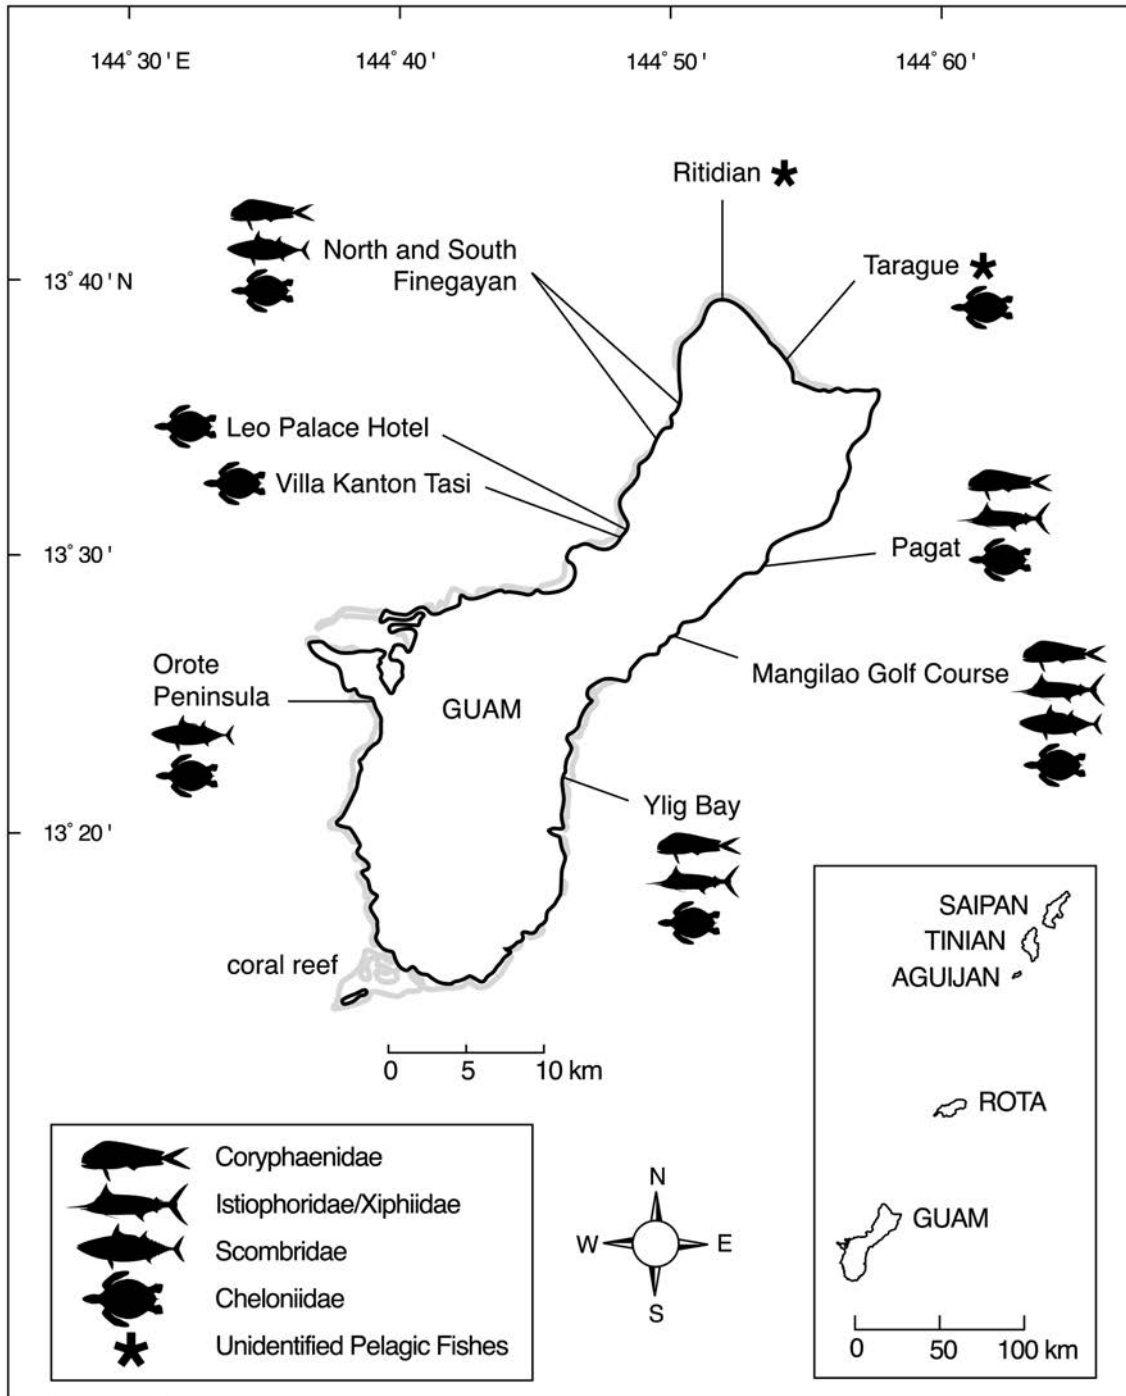 144° 30' E
144° 40'
144° 50'
144° 60'
Ritidian *
North and South
Finegayan
Tarague *
13° 40' N
Leo Palace Hotel
Villa Kanton Tasi
13° 30'
Pagat
Orote
Peninsula
Mangilao Golf Course
GUAM
Ylig Bay
13° 20'
coral reef
0 5 10 km
SAIPAN
TINIAN
AGUIJAN
ROTA
GUAM
0 50 100 km
Coryphaenidae
Istiophoridae/Xiphiidae
Scombridae
Cheloniidae
* Unidentified Pelagic Fishes
N
W E
S